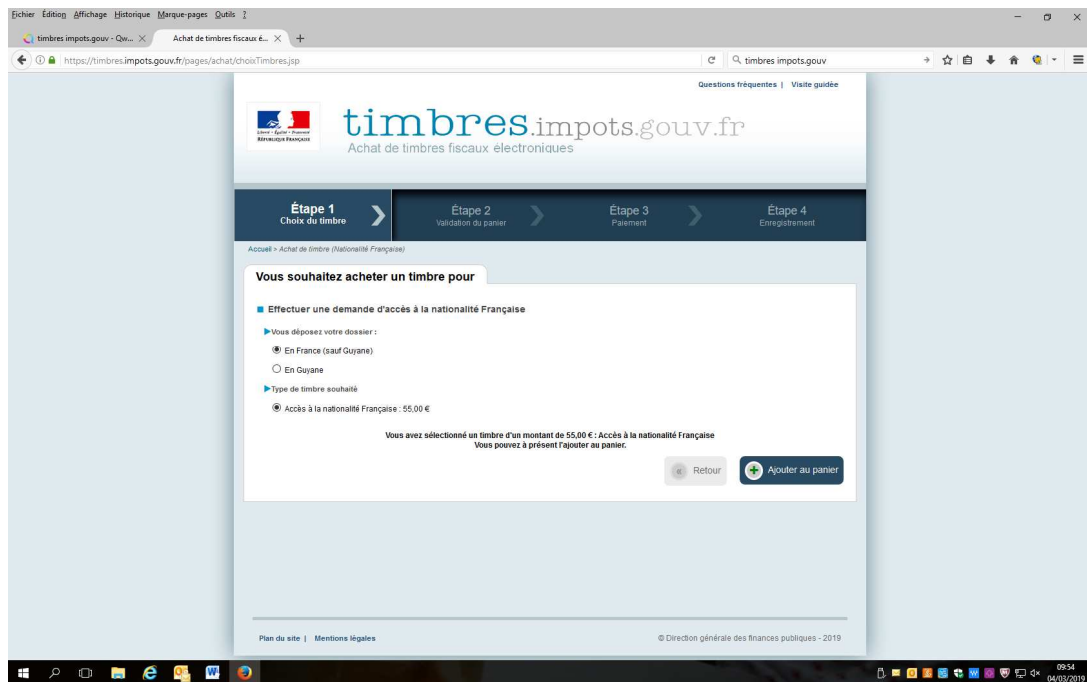 Fichier Édition Affichage Historique Marque-pages Outils ?
timbres impots.gouv - Qw...
Achat de timbres fiscaux é...
https://timbres.impots.gouv.fr/pages/achat/choixTimbres.jsp
timbres impots.gouv
Questions fréquentes | Visite guidée
Liberté • Égalité • Fraternité
RÉPUBLIQUE FRANÇAISE
timbres.impots.gouv.fr
Achat de timbres fiscaux électroniques
Étape 1
Choix du timbre
Étape 2
Validation du panier
Étape 3
Paiement
Étape 4
Enregistrement
Accueil > Achat de timbre (Nationalité Française)
Vous souhaitez acheter un timbre pour
Effectuer une demande d'accès à la nationalité Française
Vous déposez votre dossier :
En France (sauf Guyane)
En Guyane
Type de timbre souhaité
Accès à la nationalité Française : 55,00 €
Vous avez sélectionné un timbre d'un montant de 55,00 € : Accès à la nationalité Française
Vous pouvez à présent l'ajouter au panier.
Retour
Ajouter au panier
Plan du site | Mentions légales
© Direction générale des finances publiques - 2019
09:54
04/03/2019